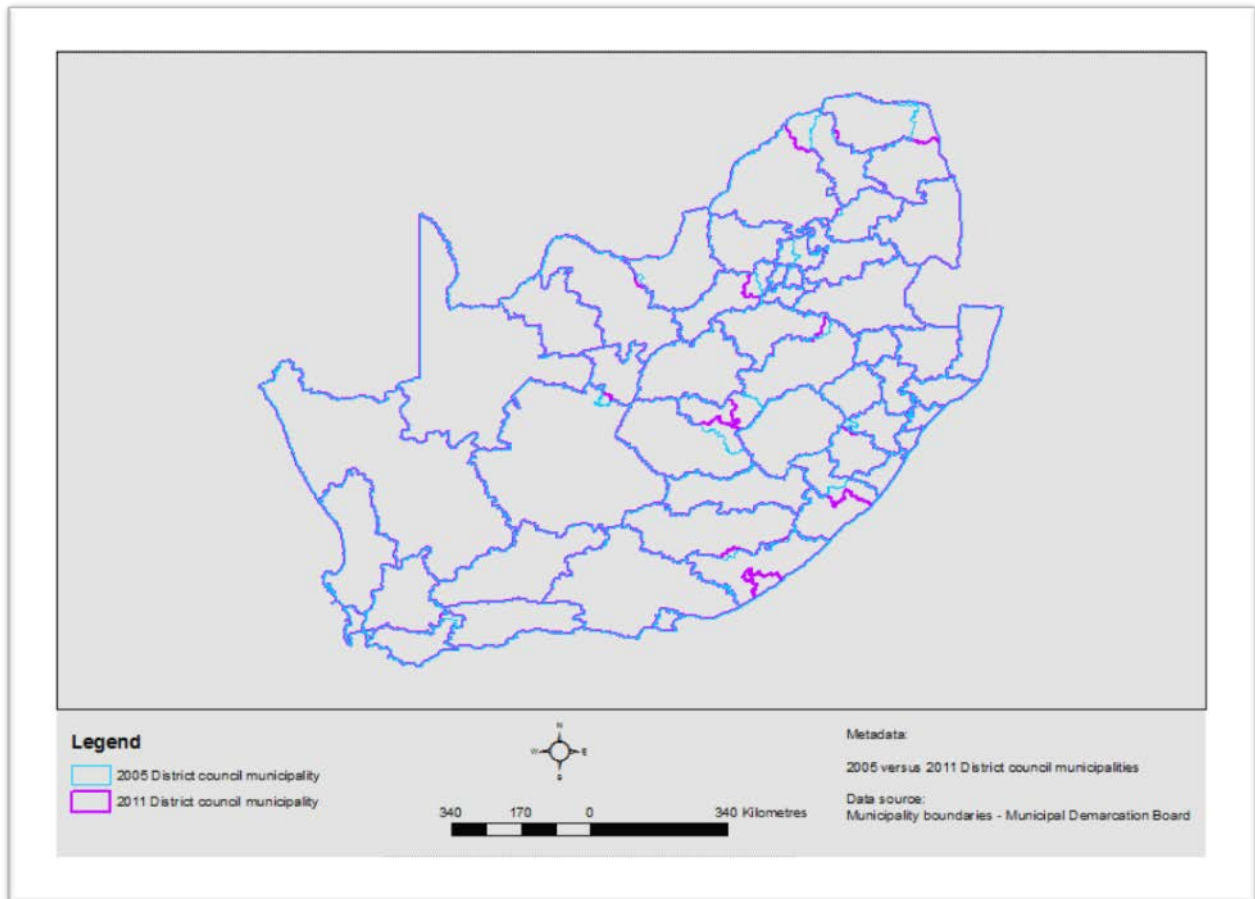 Legend
2005 District council municipality
2011 District council municipality
N
W
E
S
340 170 0 340 Kilometres
Metadata:
2005 versus 2011 District council municipalities
Data source:
Municipality boundaries - Municipal Demarcation Board